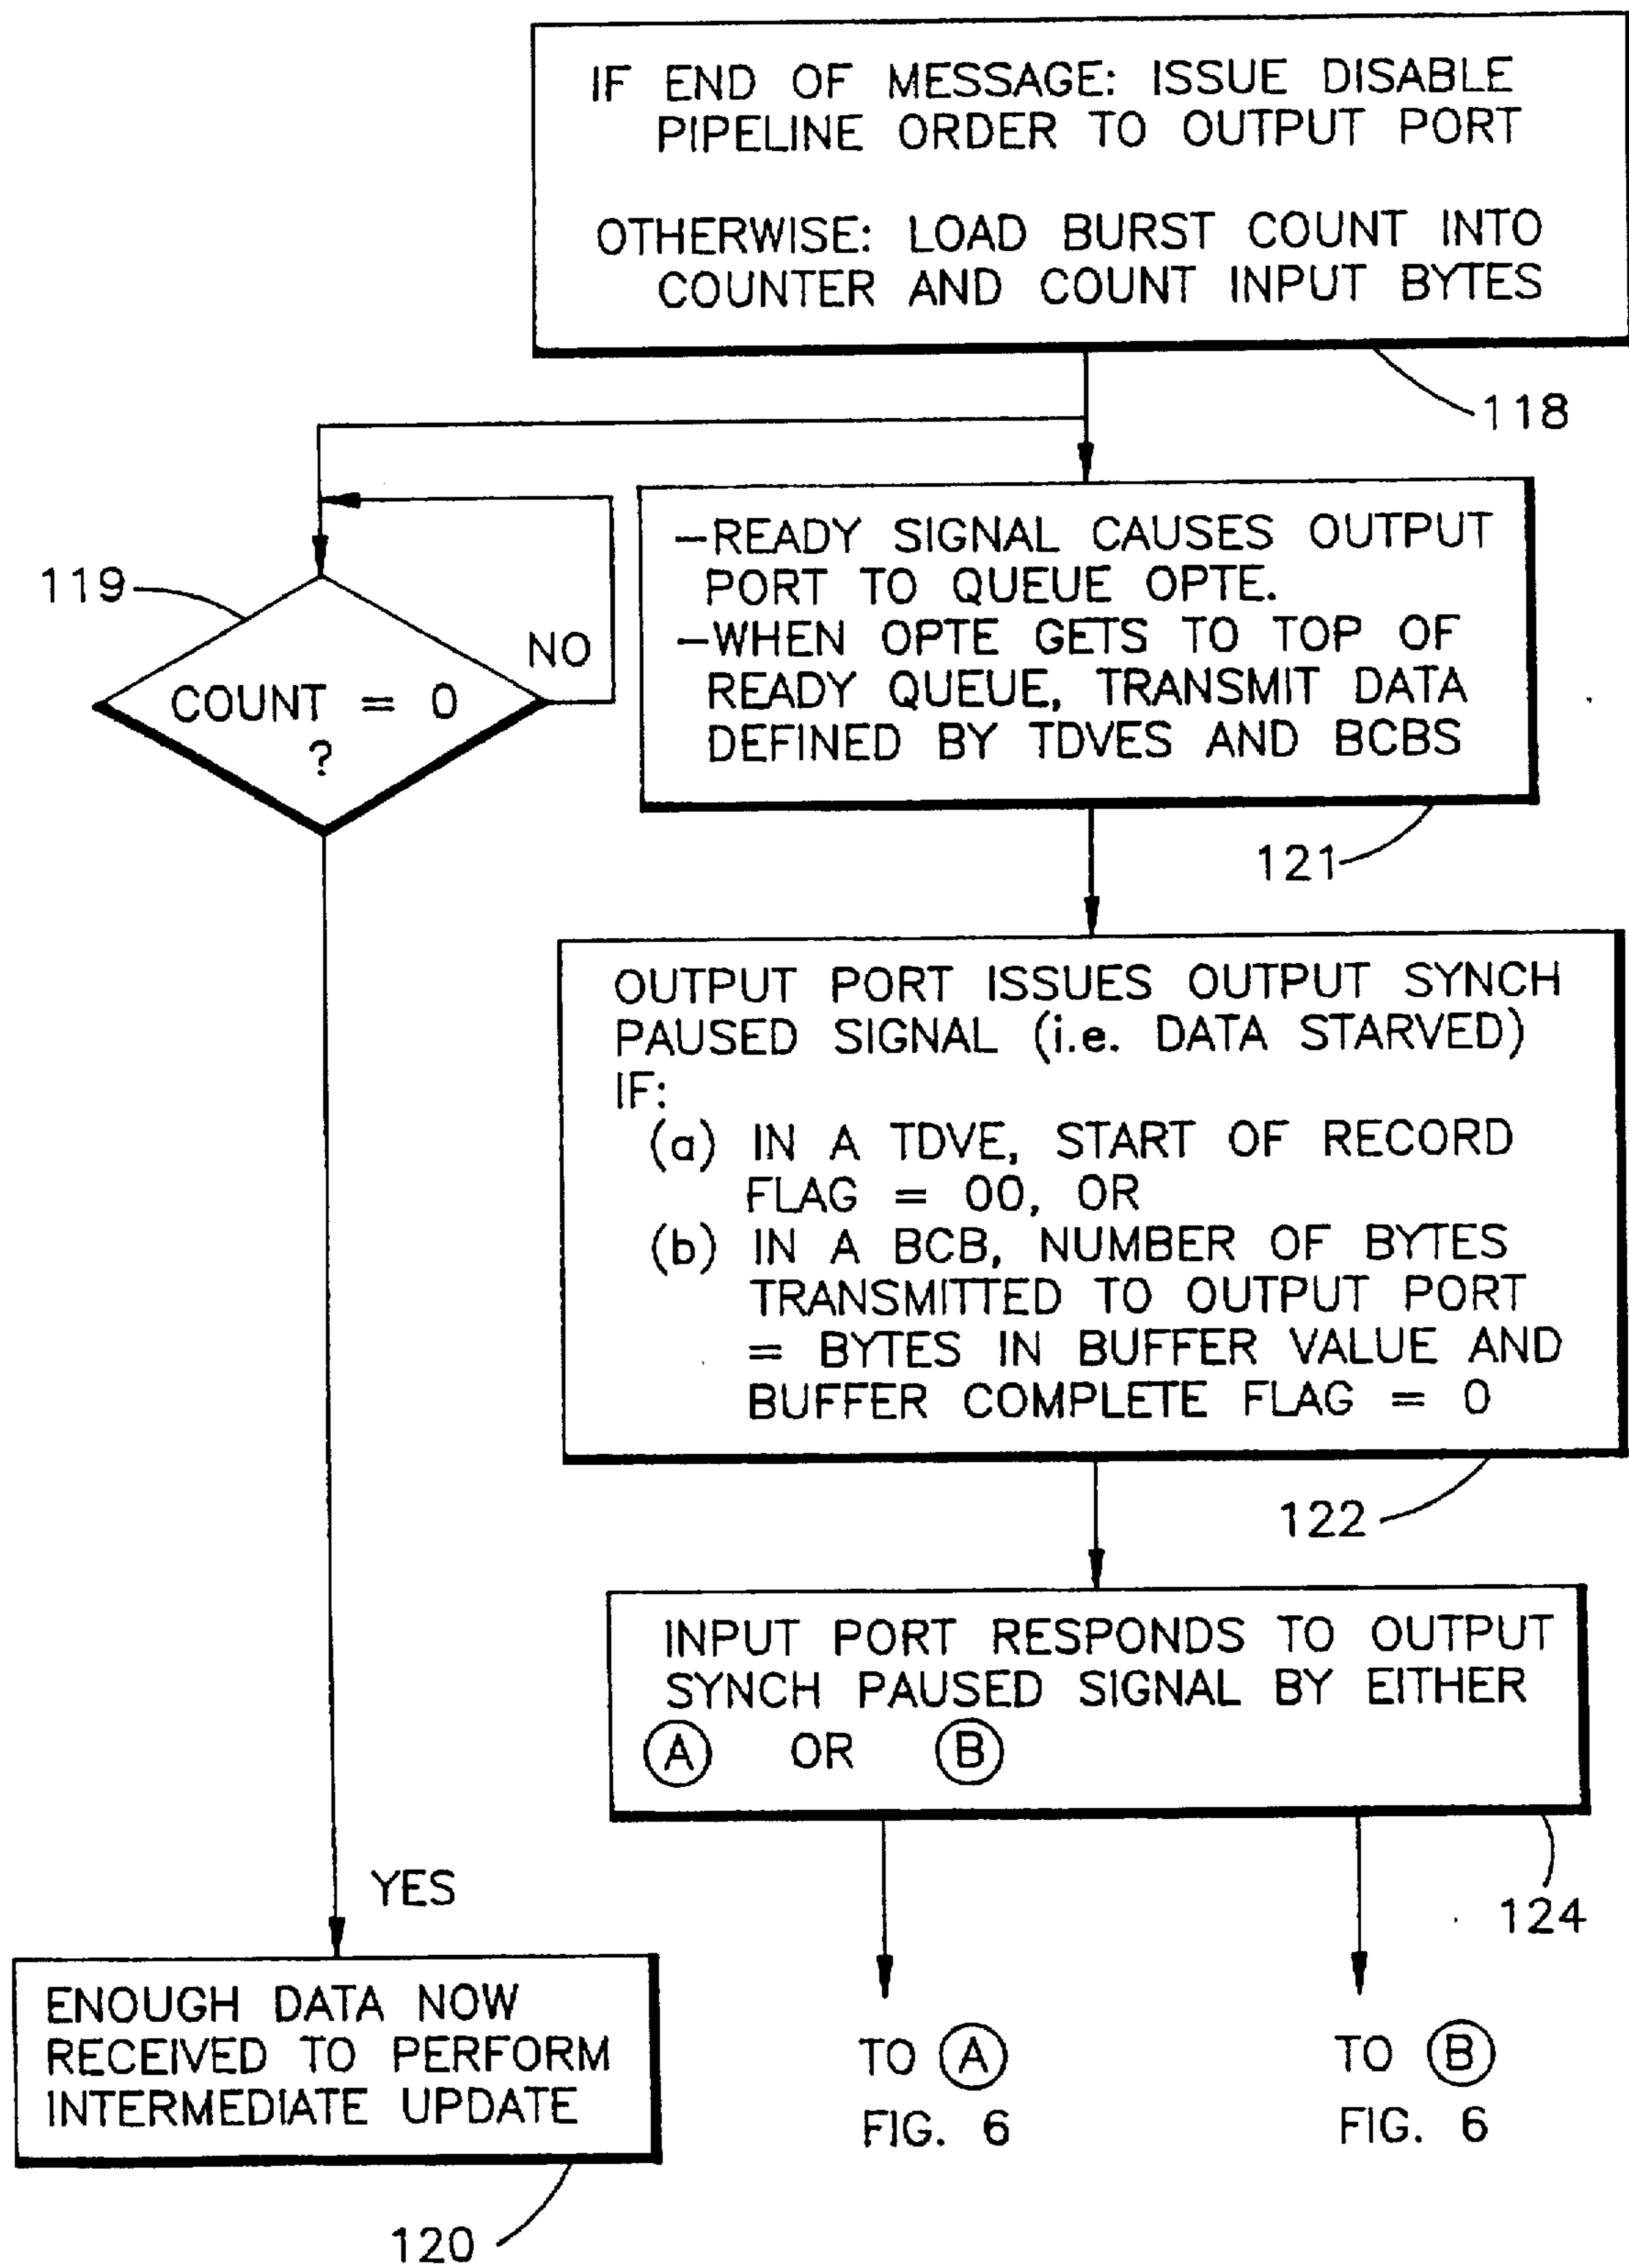 IF END OF MESSAGE: ISSUE DISABLE
PIPELINE ORDER TO OUTPUT PORT
OTHERWISE: LOAD BURST COUNT INTO
COUNTER AND COUNT INPUT BYTES
118
119
COUNT = 0
?
NO
-READY SIGNAL CAUSES OUTPUT
PORT TO QUEUE OPTE.
-WHEN OPTE GETS TO TOP OF
READY QUEUE, TRANSMIT DATA
DEFINED BY TDVES AND BCBS
121
OUTPUT PORT ISSUES OUTPUT SYNCH
PAUSED SIGNAL (i.e. DATA STARVED)
IF:
(a) IN A TDVE, START OF RECORD
FLAG = 00, OR
(b) IN A BCB, NUMBER OF BYTES
TRANSMITTED TO OUTPUT PORT
= BYTES IN BUFFER VALUE AND
BUFFER COMPLETE FLAG = 0
122
INPUT PORT RESPONDS TO OUTPUT
SYNCH PAUSED SIGNAL BY EITHER
A OR B
124
YES
ENOUGH DATA NOW
RECEIVED TO PERFORM
INTERMEDIATE UPDATE
120
TO A
FIG. 6
TO B
FIG. 6